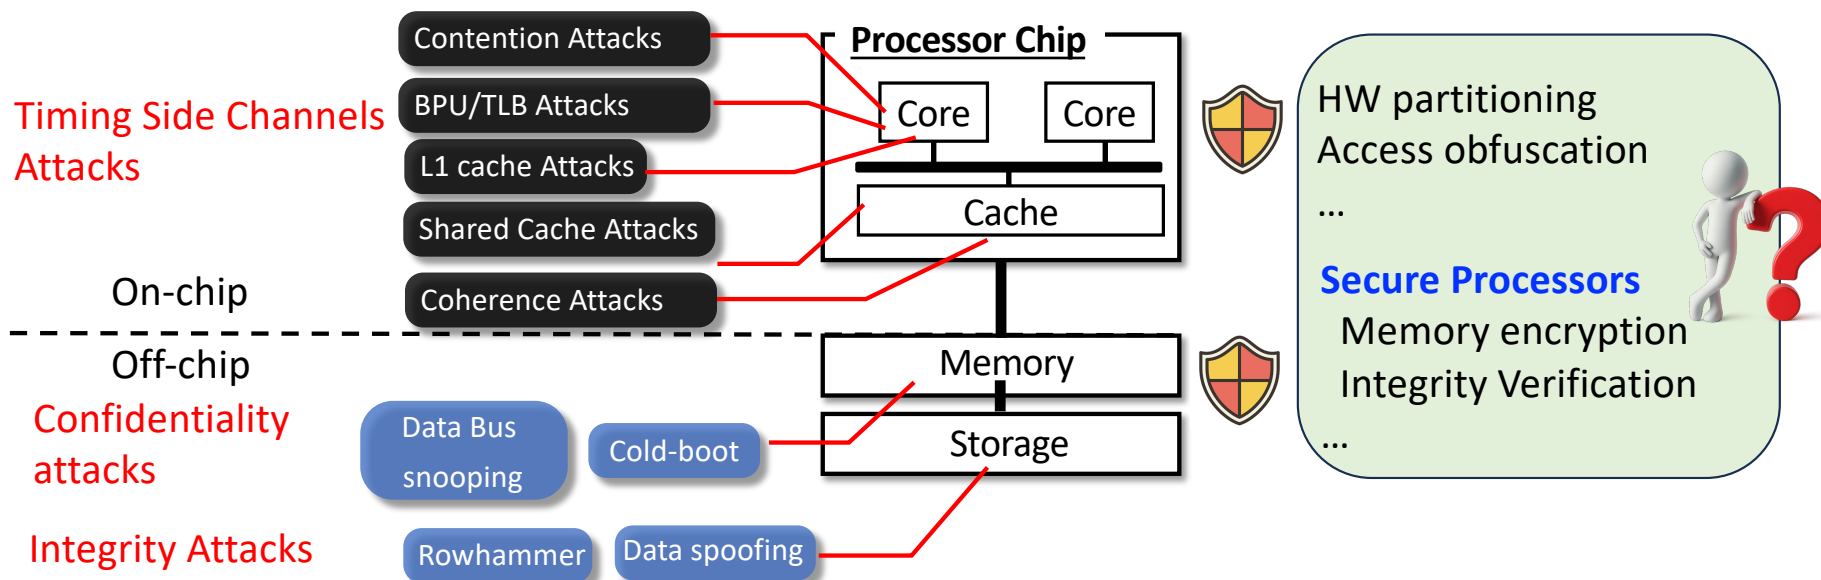 Timing Side Channels
Attacks
Contention Attacks
BPU/TLB Attacks
L1 cache Attacks
Shared Cache Attacks
Coherence Attacks
Processor Chip
Core
Core
Cache
HW partitioning
Access obfuscation
...
Secure Processors
Memory encryption
Integrity Verification
...
On-chip
Off-chip
Memory
Storage
Confidentiality
attacks
Data Bus
snooping
Cold-boot
Integrity Attacks
Rowhammer
Data spoofing